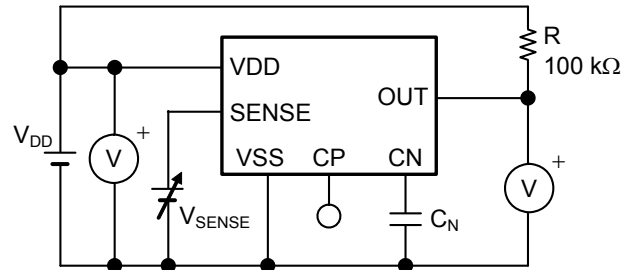 R
100 kΩ
VDD
SENSE
OUT
VSS
CP
CN
V_DD
V
+
V_SENSE
C_N
V
+